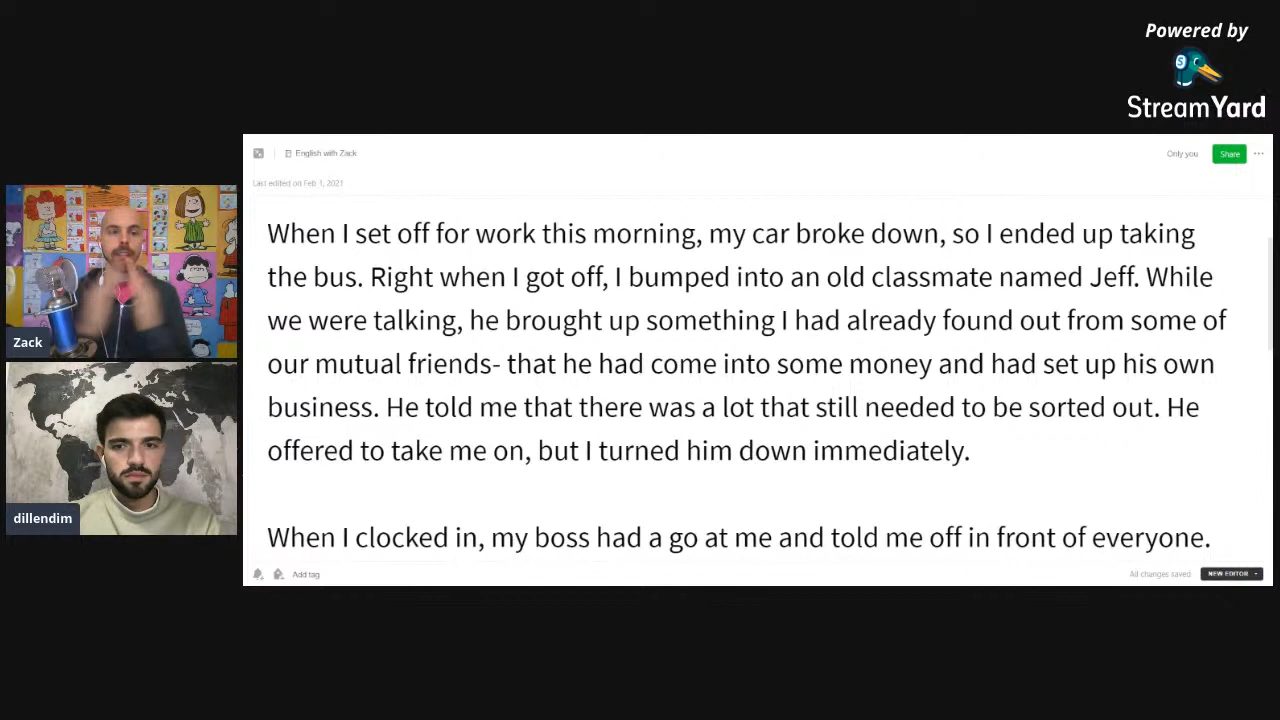 Powered by
StreamYard
English with Zack
Only you
Share
Last edited on Feb 1, 2021
When I set off for work this morning, my car broke down, so I ended up taking
the bus. Right when I got off, I bumped into an old classmate named Jeff. While
we were talking, he brought up something I had already found out from some of
our mutual friends- that he had come into some money and had set up his own
business. He told me that there was a lot that still needed to be sorted out. He
offered to take me on, but I turned him down immediately.
When I clocked in, my boss had a go at me and told me off in front of everyone.
Add tag
All changes saved
NEW EDITOR
Zack
dillendim